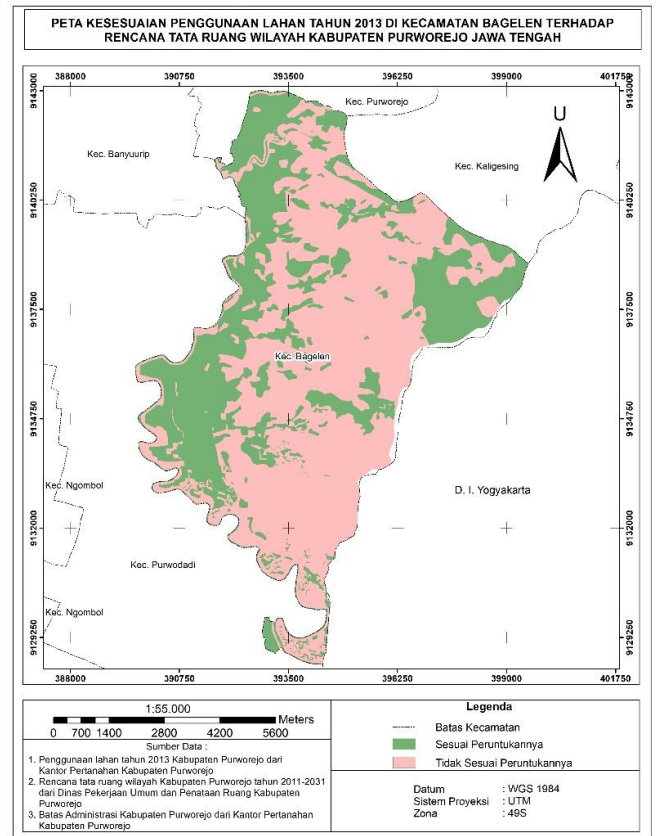 PETA KESESUAIAN PENGGUNAAN LAHAN TAHUN 2013 DI KECAMATAN BAGELEN TERHADAP
RENCANA TATA RUANG WILAYAH KABUPATEN PURWOREJO JAWA TENGAH
388000 390750 393500 396250 399000 401750
9143000 9143000
Kec. Purworejo
U
Kec. Banyuurip
Kec. Kaligesing
9140250 9140250
9137500 9137500
Kec. Bagelen
9134750 9134750
Kec. Ngombol
D. I. Yogyakarta
9132000 9132000
Kec. Purwodadi
Kec. Ngombol
9129250 9129250
388000 390750 393500 396250 399000 401750
1:55.000
Meters
0 700 1400 2800 4200 5600
Sumber Data :
1. Penggunaan lahan tahun 2013 Kabupaten Purworejo dari
Kantor Pertanahan Kabupaten Purworejo
2. Rencana tata ruang wilayah Kabupaten Purworejo tahun 2011-2031
dari Dinas Pekerjaan Umum dan Penataan Ruang Kabupaten
Purworejo
3. Batas Administrasi Kabupaten Purworejo dari Kantor Pertanahan
Kabupaten Purworejo
Legenda
Batas Kecamatan
Sesuai Peruntukannya
Tidak Sesuai Peruntukannya
Datum : WGS 1984
Sistem Proyeksi : UTM
Zona : 49S